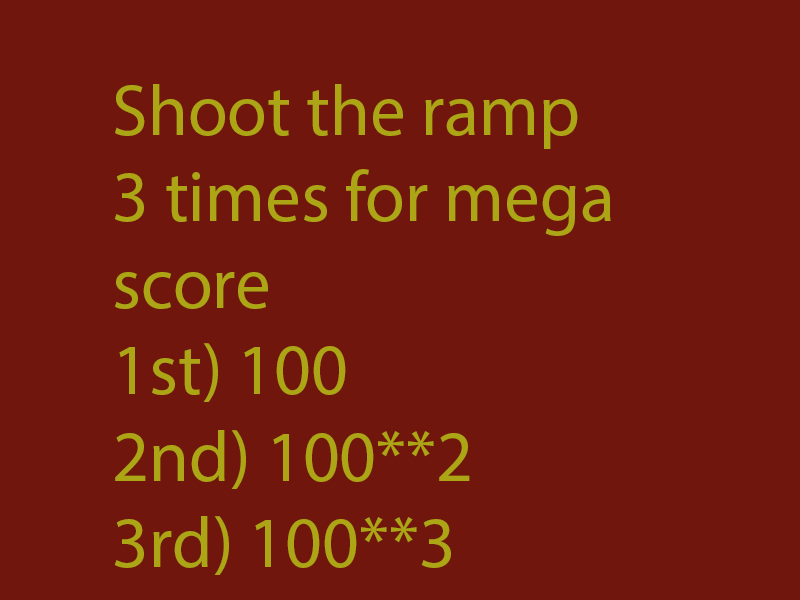 Shoot the ramp
3 times for mega
score
1st) 100
2nd) 100**2
3rd) 100**3